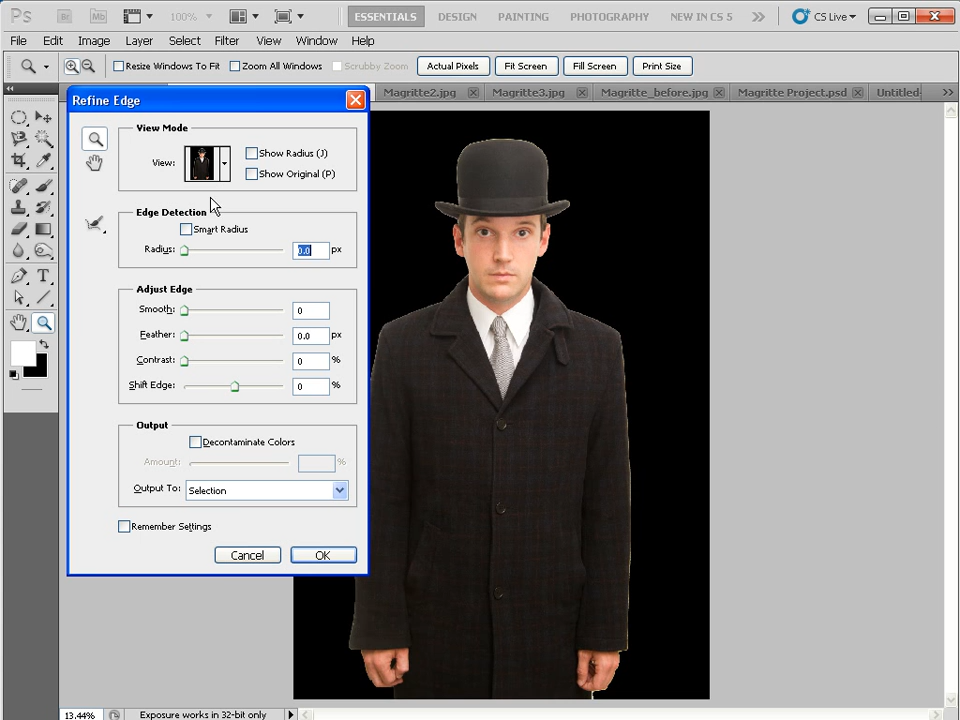 Ps Br Mb 100% ESSENTIALS DESIGN PAINTING PHOTOGRAPHY NEW IN CS 5 CS Live
File Edit Image Layer Select Filter View Window Help
Resize Windows To Fit Zoom All Windows Scrubby Zoom Actual Pixels Fit Screen Fill Screen Print Size
Magritte2.jpg Magritte3.jpg Magritte_before.jpg Magritte Project.psd Untitled-
Refine Edge
View Mode
View: Show Radius (J)
Show Original (P)
Edge Detection
Smart Radius
Radius: 0.0 px
Adjust Edge
Smooth: 0
Feather: 0.0 px
Contrast: 0 %
Shift Edge: 0 %
Output
Decontaminate Colors
Amount: %
Output To: Selection
Remember Settings
Cancel OK
13.44% Exposure works in 32-bit only